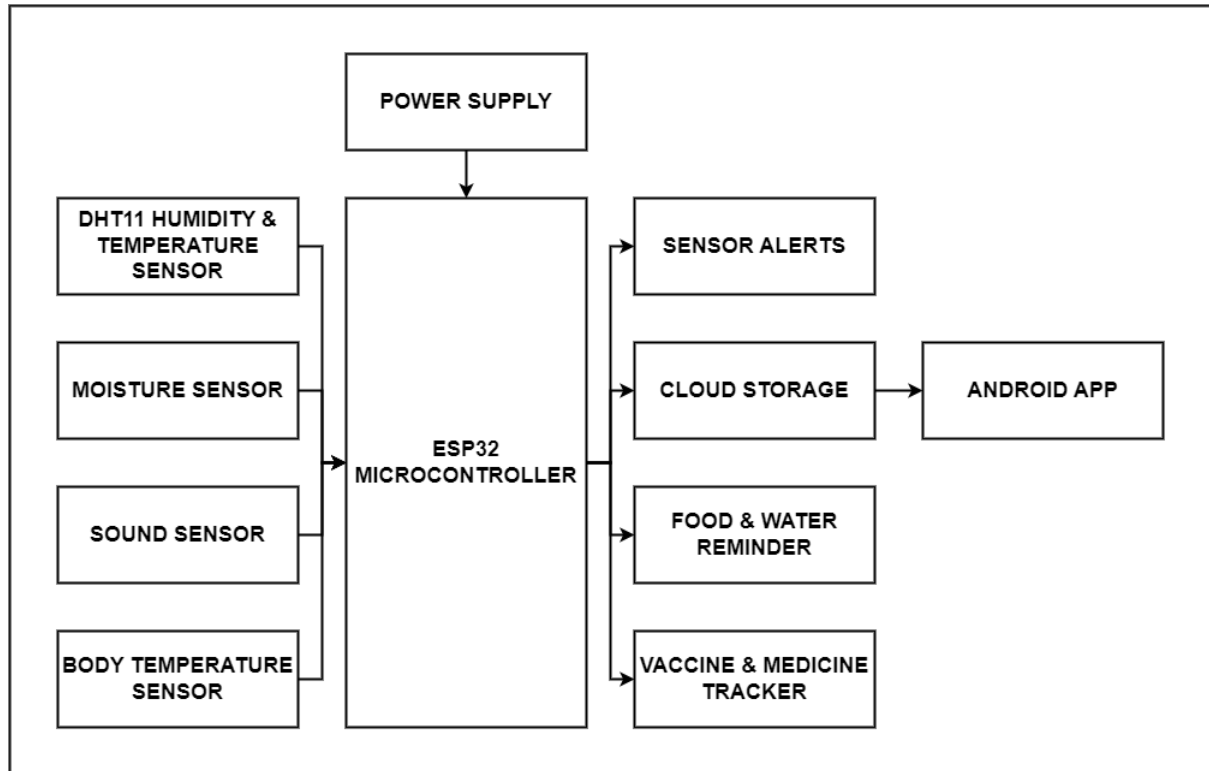 POWER SUPPLY
DHT11 HUMIDITY &
TEMPERATURE
SENSOR
MOISTURE SENSOR
SOUND SENSOR
BODY TEMPERATURE
SENSOR
ESP32
MICROCONTROLLER
SENSOR ALERTS
CLOUD STORAGE
ANDROID APP
FOOD & WATER
REMINDER
VACCINE & MEDICINE
TRACKER